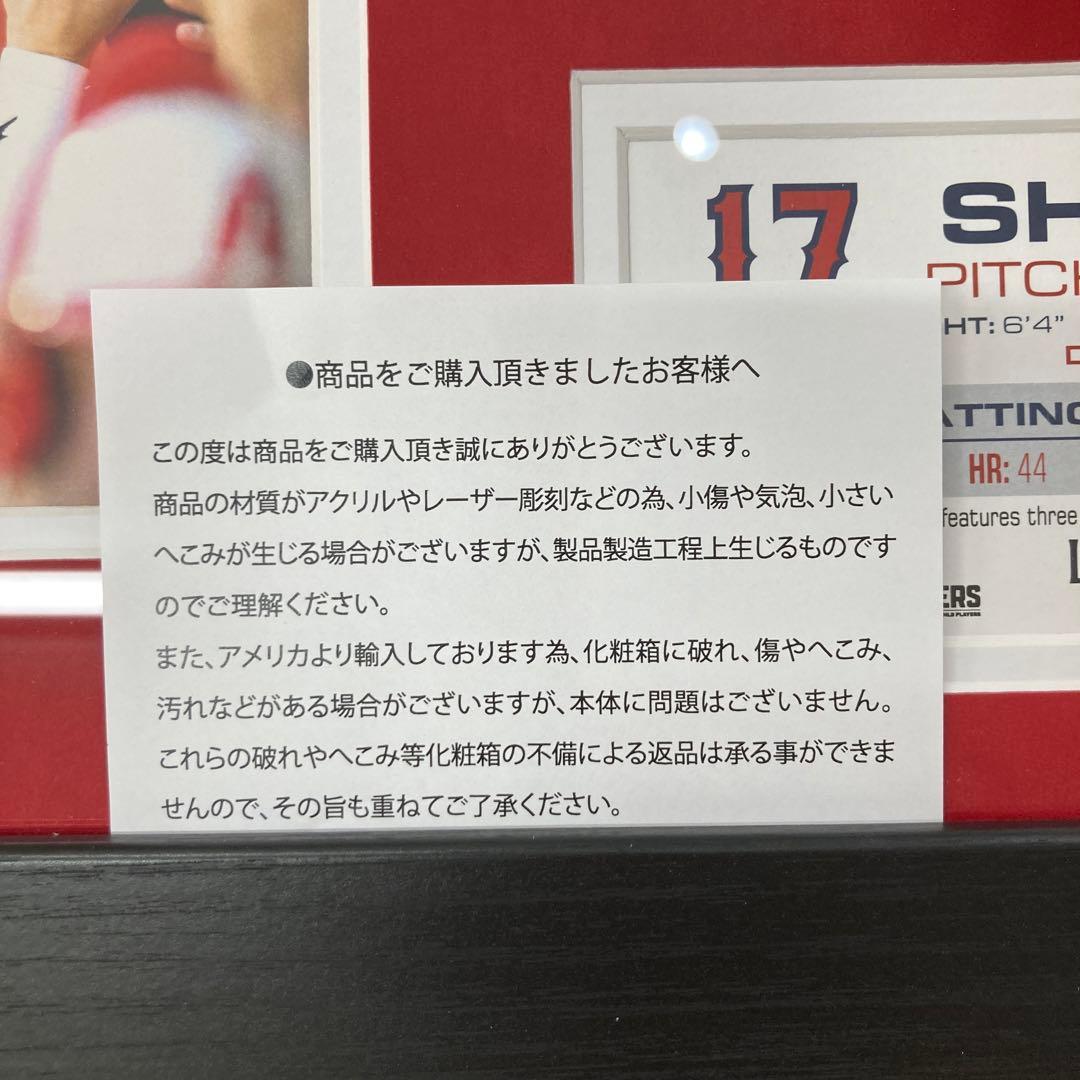 17
SH
PITCH
HT: 6'4"
ATTING
HR: 44
features three
ERS
●商品をご購入頂きましたお客様へ
この度は商品をご購入頂き誠にありがとうございます。
商品の材質がアクリルやレーザー彫刻などの為、小傷や気泡、小さい
へこみが生じる場合がございますが、製品製造工程上生じるものです
のでご理解ください。
また、アメリカより輸入しております為、化粧箱に破れ、傷やへこみ、
汚れなどがある場合がございますが、本体に問題はございません。
これらの破れやへこみ等化粧箱の不備による返品は承る事ができま
せんので、その旨も重ねてご了承ください。